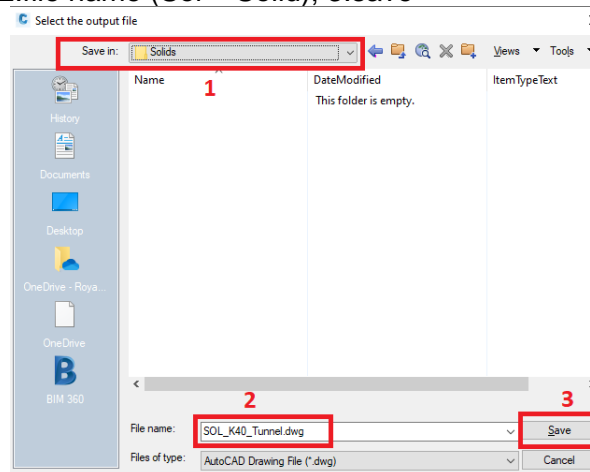 Select the output file
Save in: Solids Views Tools
1
Name DateModified ItemTypeText
This folder is empty.
History
Documents
Desktop
OneDrive - Roya...
OneDrive
BIM 360
2 3
File name: SOL_K40_Tunnel.dwg Save
Files of type: AutoCAD Drawing File (*.dwg) Cancel